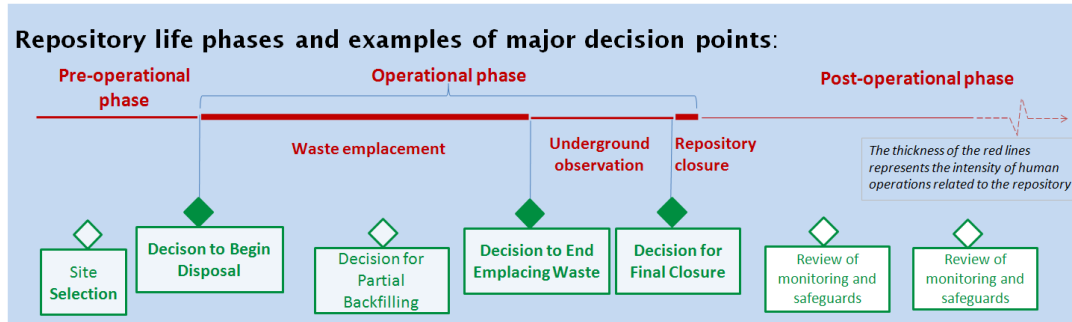 Repository life phases and examples of major decision points:
Pre-operational
phase
Operational phase
Post-operational phase
Waste emplacement
Underground
observation
Repository
closure
The thickness of the red lines
represents the intensity of human
operations related to the repository
Site
Selection
Decison to Begin
Disposal
Decision for
Partial
Backfilling
Decision to End
Emplacing Waste
Decision for
Final Closure
Review of
monitoring and
safeguards
Review of
monitoring and
safeguards